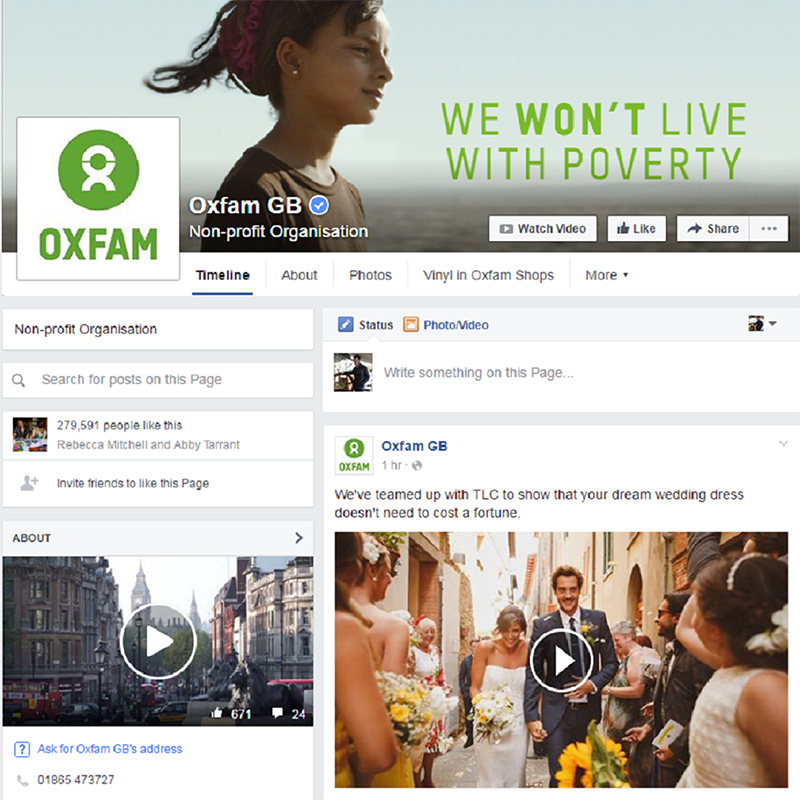 WE WON'T LIVE
WITH POVERTY
OXFAM
Oxfam GB
Non-profit Organisation
Watch Video
Like
Share
Timeline
About
Photos
Vinyl in Oxfam Shops
More
Non-profit Organisation
Search for posts on this Page
279,591 people like this
Rebecca Mitchell and Abby Tarrant
Invite friends to like this Page
ABOUT
671
24
? Ask for Oxfam GB's address
01865 473727
Status
Photo/Video
Write something on this Page...
OXFAM
Oxfam GB
1 hr ·
We've teamed up with TLC to show that your dream wedding dress
doesn't need to cost a fortune.